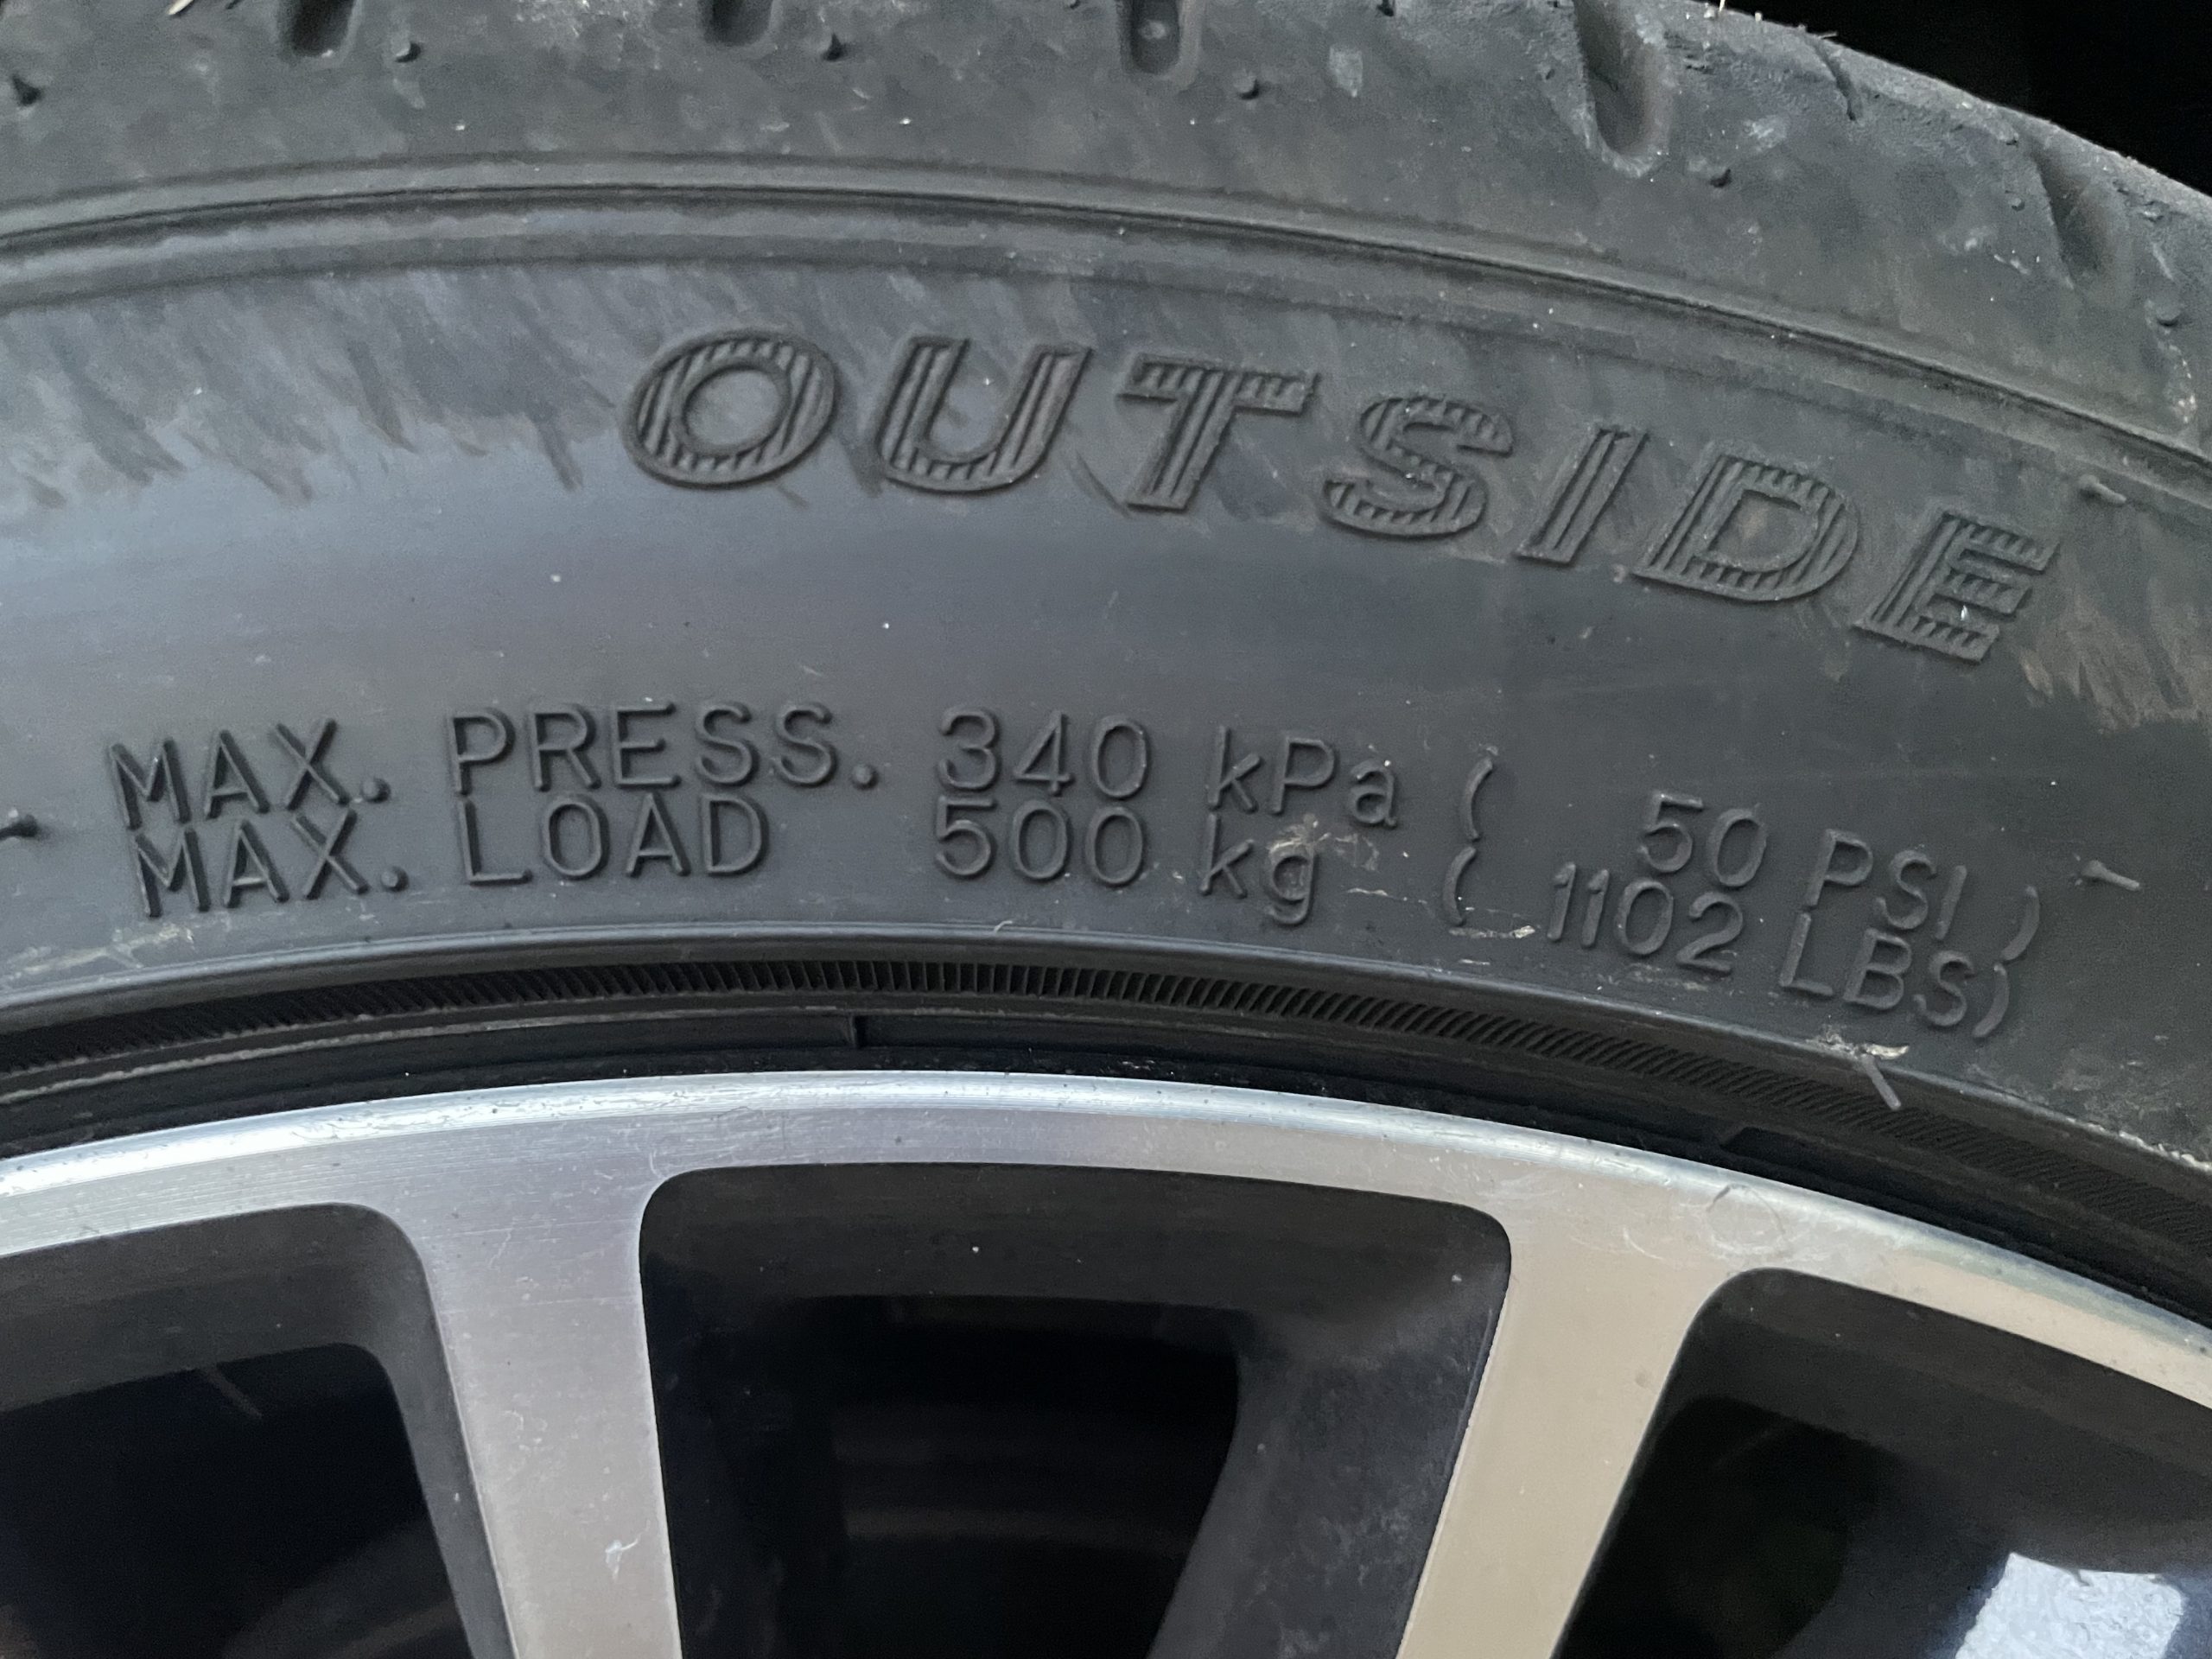 OUTSIDE
MAX. PRESS. 340 kPa ( 50 PSI )
MAX. LOAD 500 kg ( 1102 LBS)